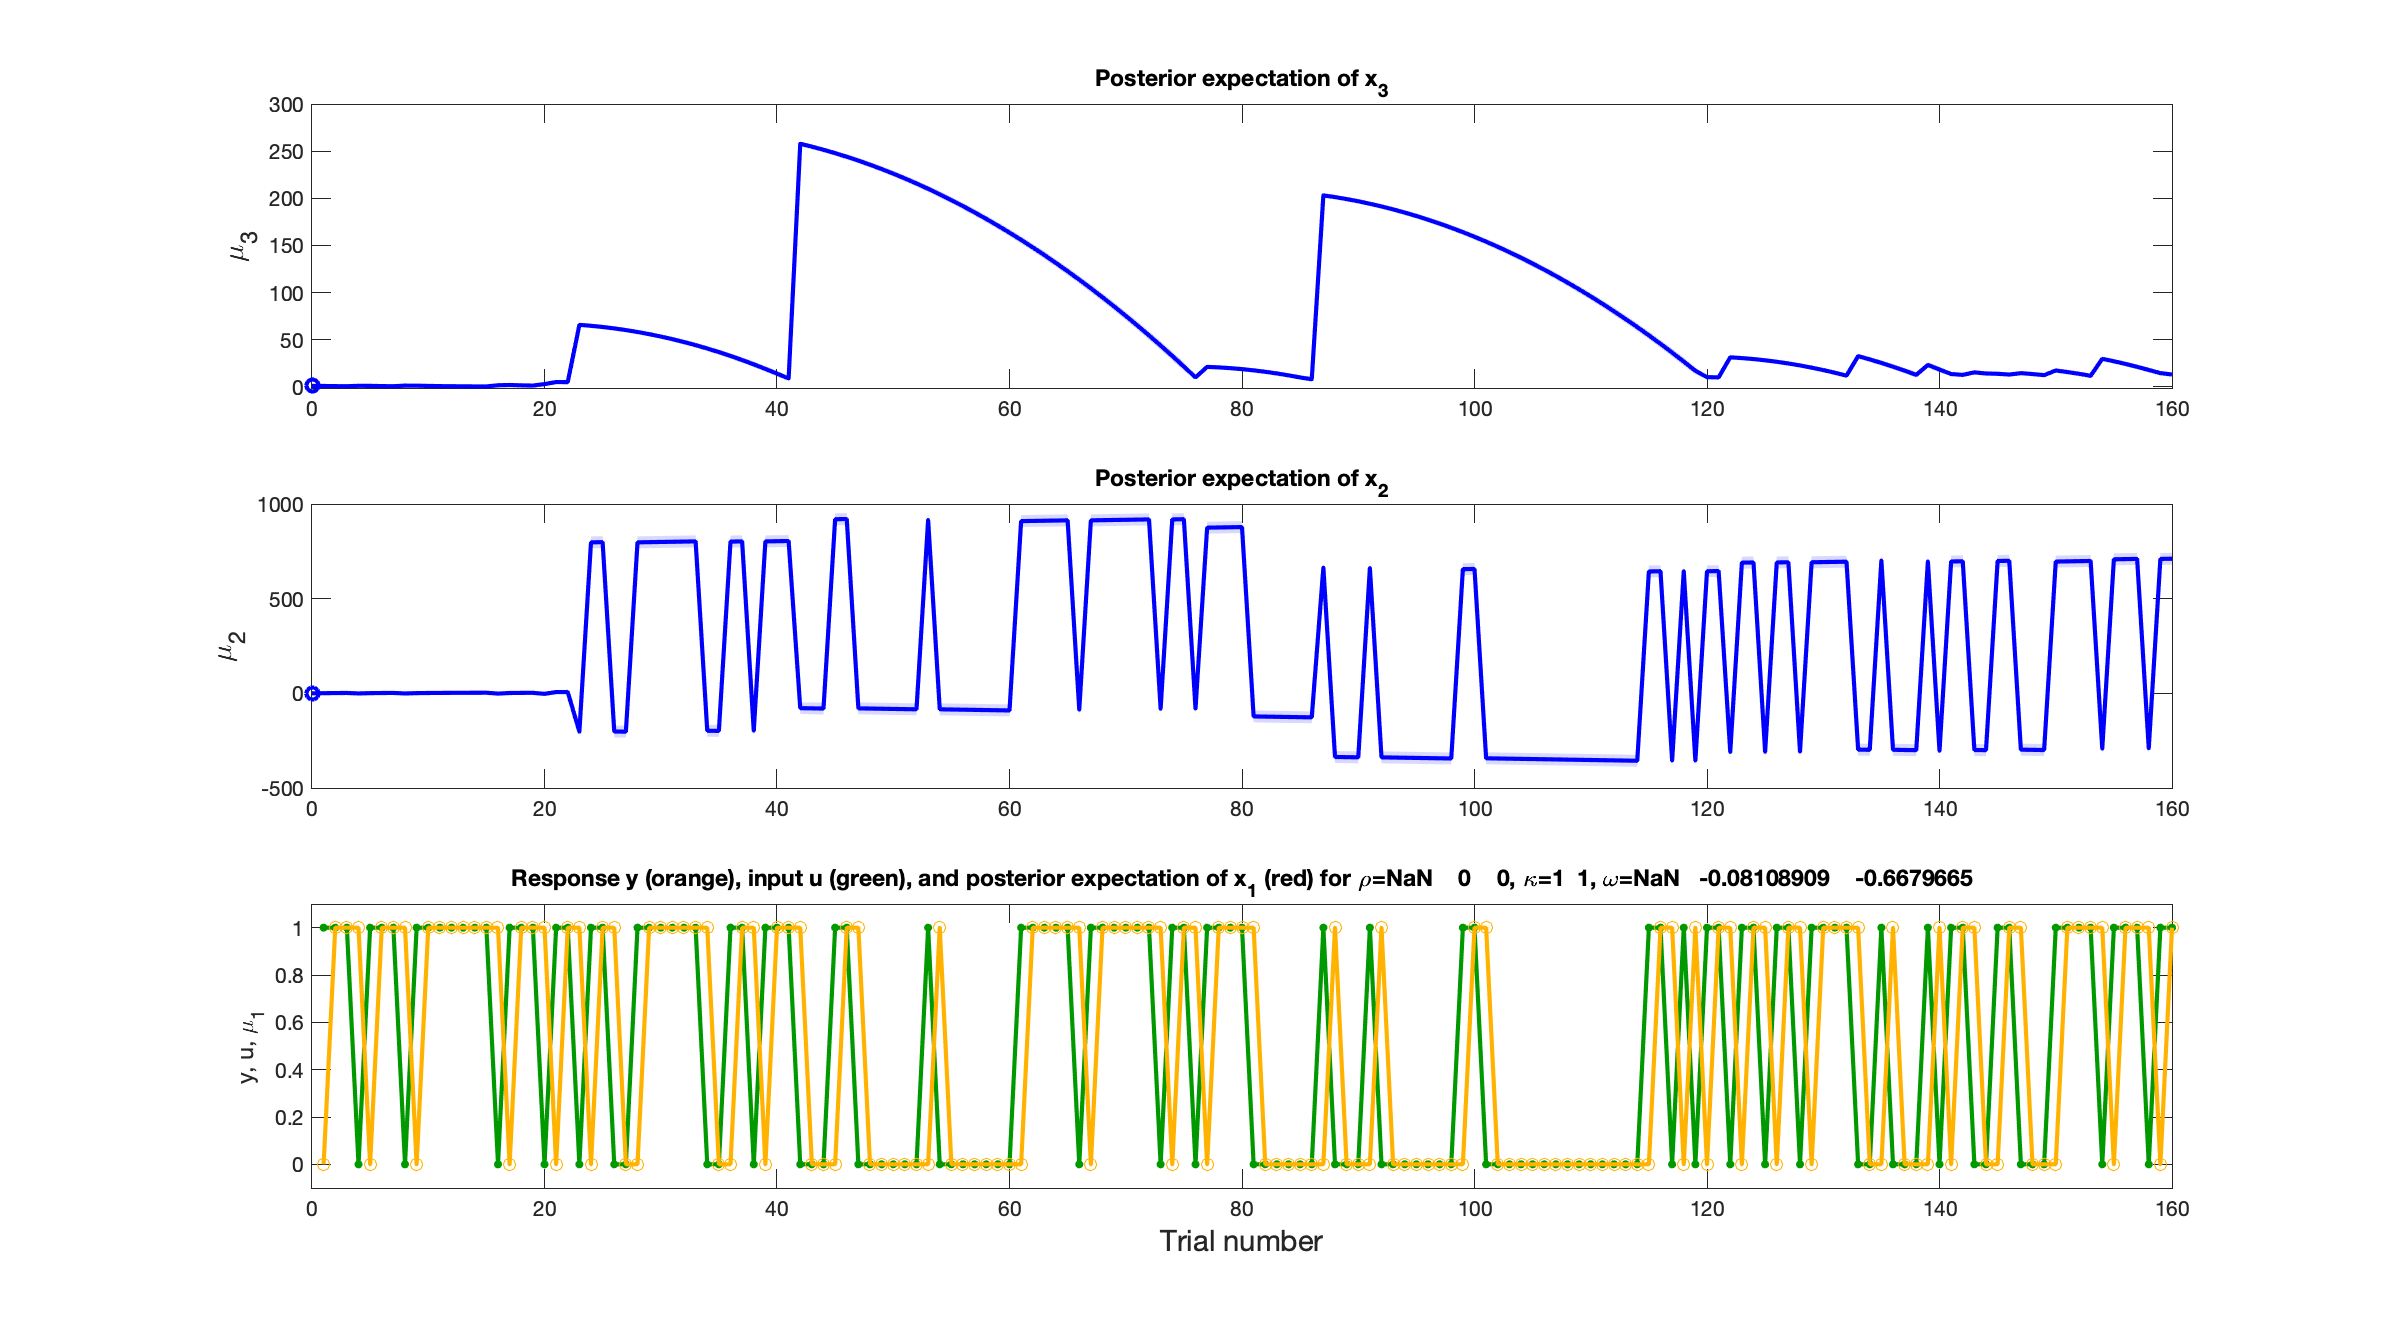 Posterior expectation of x3
300
250
200
150
100
50
0
μ3
0 20 40 60 80 100 120 140 160
Posterior expectation of x2
1000
500
0
-500
μ2
0 20 40 60 80 100 120 140 160
Response y (orange), input u (green), and posterior expectation of x1 (red) for ρ=NaN 0 0, κ=1 1, ω=NaN -0.08108909 -0.6679665
1
0.8
0.6
0.4
0.2
0
y, u, μ1
0 20 40 60 80 100 120 140 160
Trial number